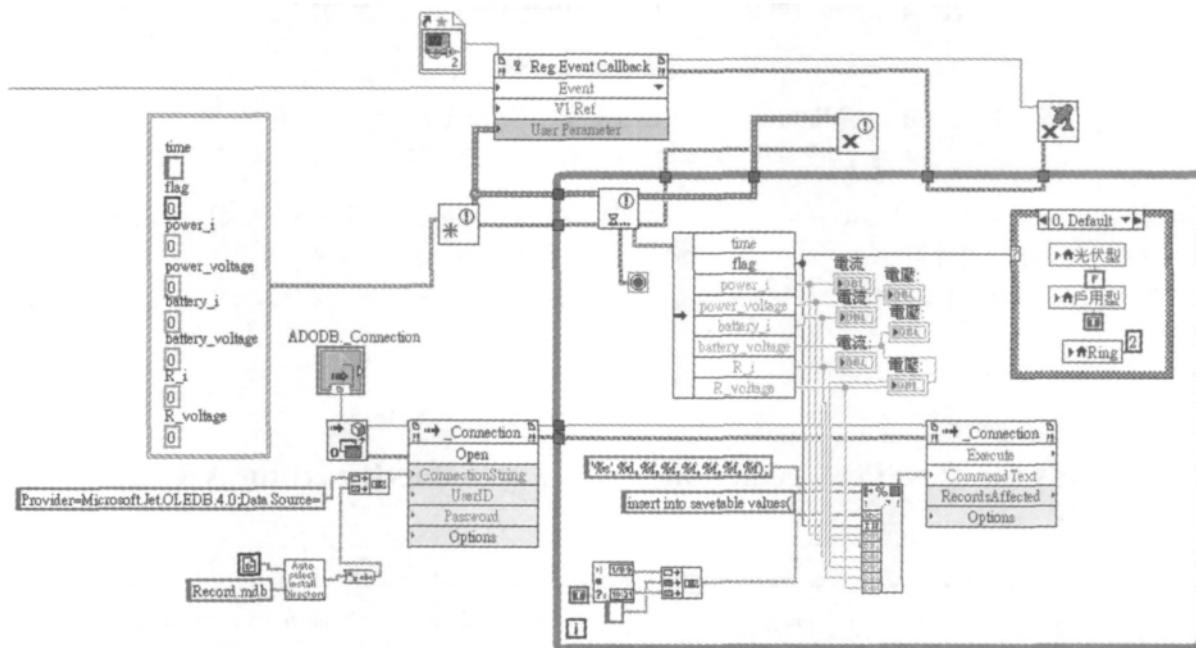 2
Reg Event Callback
Event
VI Ref
User Parameter
time
flag
0
power_i
0
power_voltage
0
battery_i
0
battery_voltage
0
R_i
0
R_voltage
0
time
flag
power_i
power_voltage
battery_i
battery_voltage
R_i
R_voltage
電流
電壓:
電流:
電壓:
電流:
電壓:
0, Default
光伏型
F
戶用型
Ring
2
ADODB._Connection
_Connection
Open
ConnectionString
UserID
Password
Options
Provider=Microsoft.Jet.OLEDB.4.0;Data Source=
Auto
select
install
Record.mdb
'%s',%d,%f,%f,%f,%f,%f,%f);
insert into savetable values(
_Connection
Execute
CommandText
RecordsAffected
Options
i